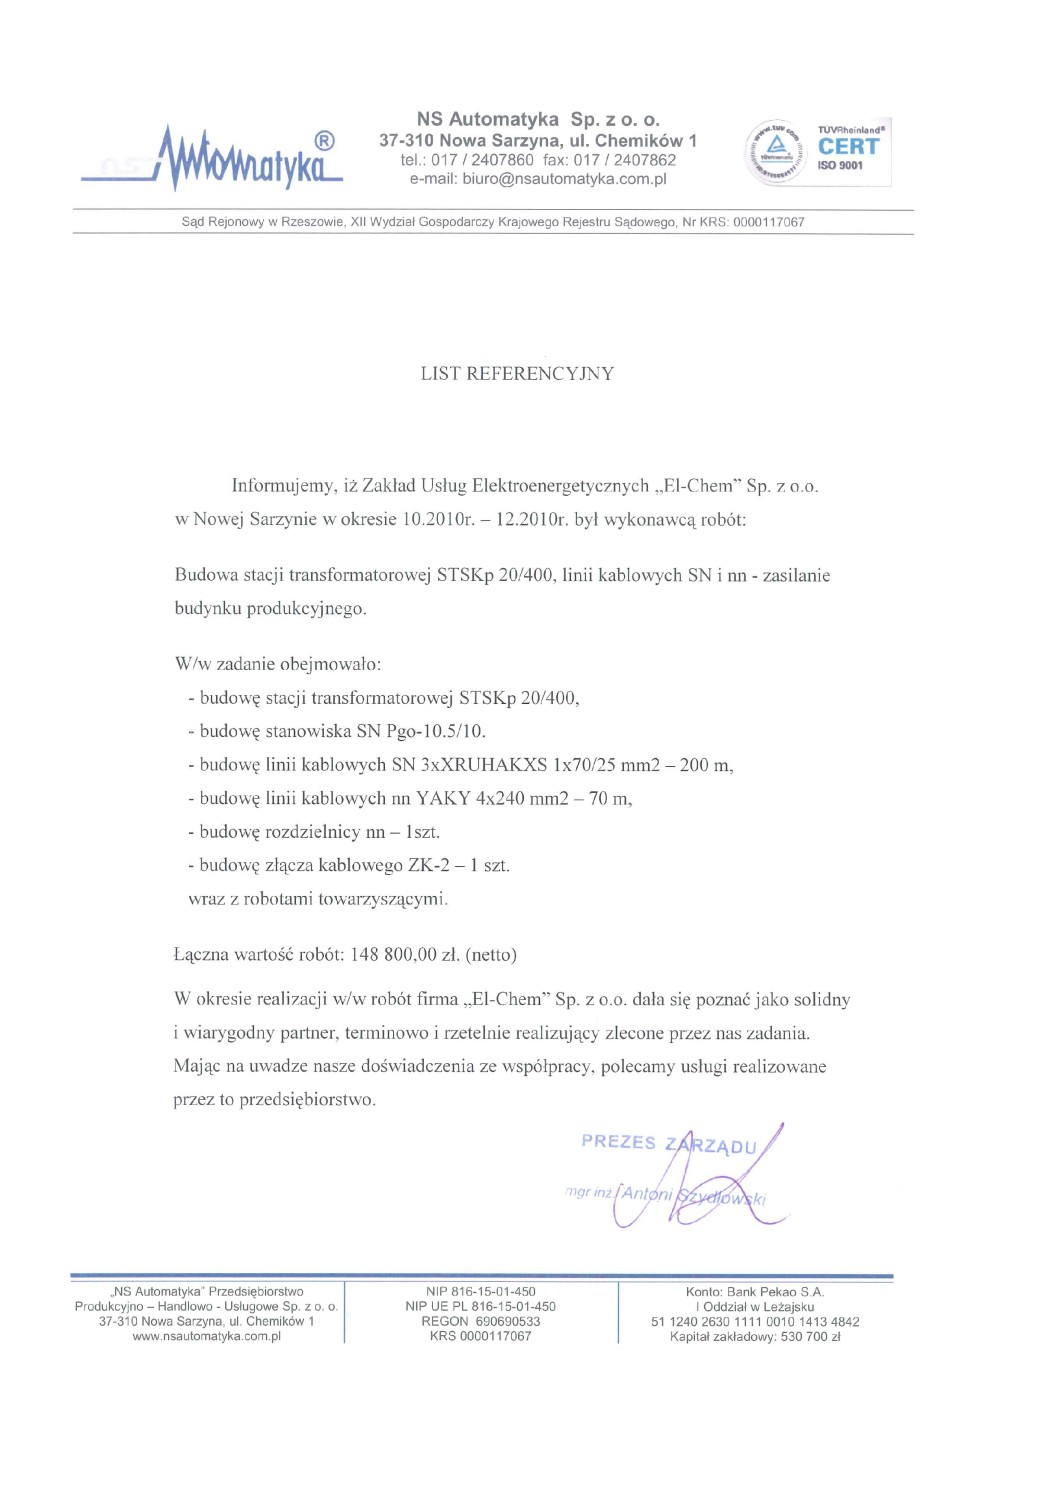 NS Automatyka®
NS Automatyka Sp. z o. o.
37-310 Nowa Sarzyna, ul. Chemików 1
tel.: 017 / 2407860 fax: 017 / 2407862
e-mail: biuro@nsautomatyka.com.pl
www.tuv.com
TÜVRheinland®
CERT
ISO 9001
Sąd Rejonowy w Rzeszowie, XII Wydział Gospodarczy Krajowego Rejestru Sądowego, Nr KRS: 0000117067
LIST REFERENCYJNY
Informujemy, iż Zakład Usług Elektroenergetycznych „El-Chem” Sp. z o.o.
w Nowej Sarzynie w okresie 10.2010r. – 12.2010r. był wykonawcą robót:
Budowa stacji transformatorowej STSKp 20/400, linii kablowych SN i nn - zasilanie
budynku produkcyjnego.
W/w zadanie obejmowało:
- budowę stacji transformatorowej STSKp 20/400,
- budowę stanowiska SN Pgo-10.5/10.
- budowę linii kablowych SN 3xXRUHAKXS 1x70/25 mm2 – 200 m,
- budowę linii kablowych nn YAKY 4x240 mm2 – 70 m,
- budowę rozdzielnicy nn – 1szt.
- budowę złącza kablowego ZK-2 – 1 szt.
wraz z robotami towarzyszącymi.
Łączna wartość robót: 148 800,00 zł. (netto)
W okresie realizacji w/w robót firma „El-Chem” Sp. z o.o. dała się poznać jako solidny
i wiarygodny partner, terminowo i rzetelnie realizujący zlecone przez nas zadania.
Mając na uwadze nasze doświadczenia ze współpracy, polecamy usługi realizowane
przez to przedsiębiorstwo.
PREZES ZARZĄDU
mgr inż. Antoni Szydłowski
„NS Automatyka” Przedsiębiorstwo
Produkcyjno – Handlowo - Usługowe Sp. z o. o.
37-310 Nowa Sarzyna, ul. Chemików 1
www.nsautomatyka.com.pl
NIP 816-15-01-450
NIP UE PL 816-15-01-450
REGON 690690533
KRS 0000117067
Konto: Bank Pekao S.A.
I Oddział w Leżajsku
51 1240 2630 1111 0010 1413 4842
Kapitał zakładowy: 530 700 zł